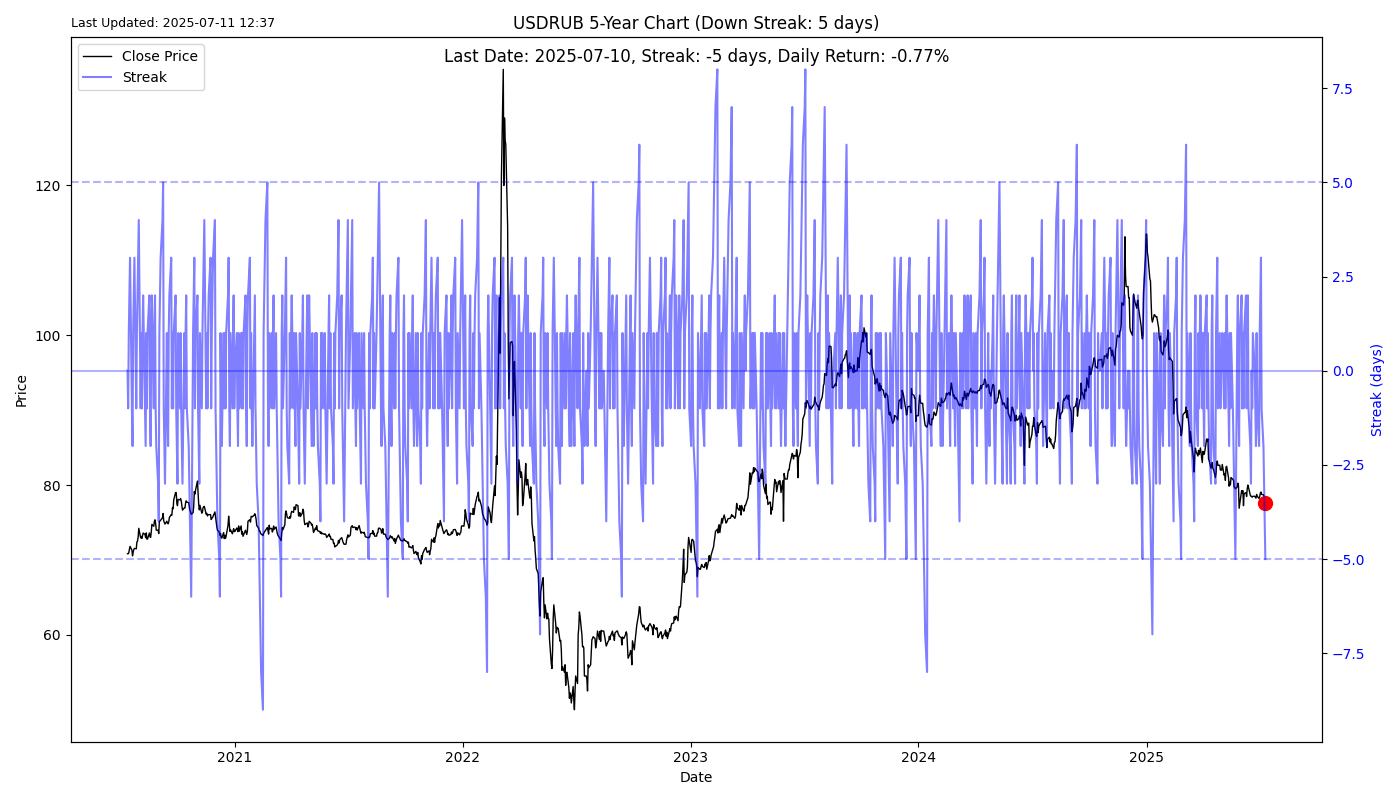 Last Updated: 2025-07-11 12:37
USDRUB 5-Year Chart (Down Streak: 5 days)
Last Date: 2025-07-10, Streak: -5 days, Daily Return: -0.77%
Close Price
Streak
Price
120
100
80
60
7.5
5.0
2.5
0.0
−2.5
−5.0
−7.5
Streak (days)
2021
2022
2023
2024
2025
Date